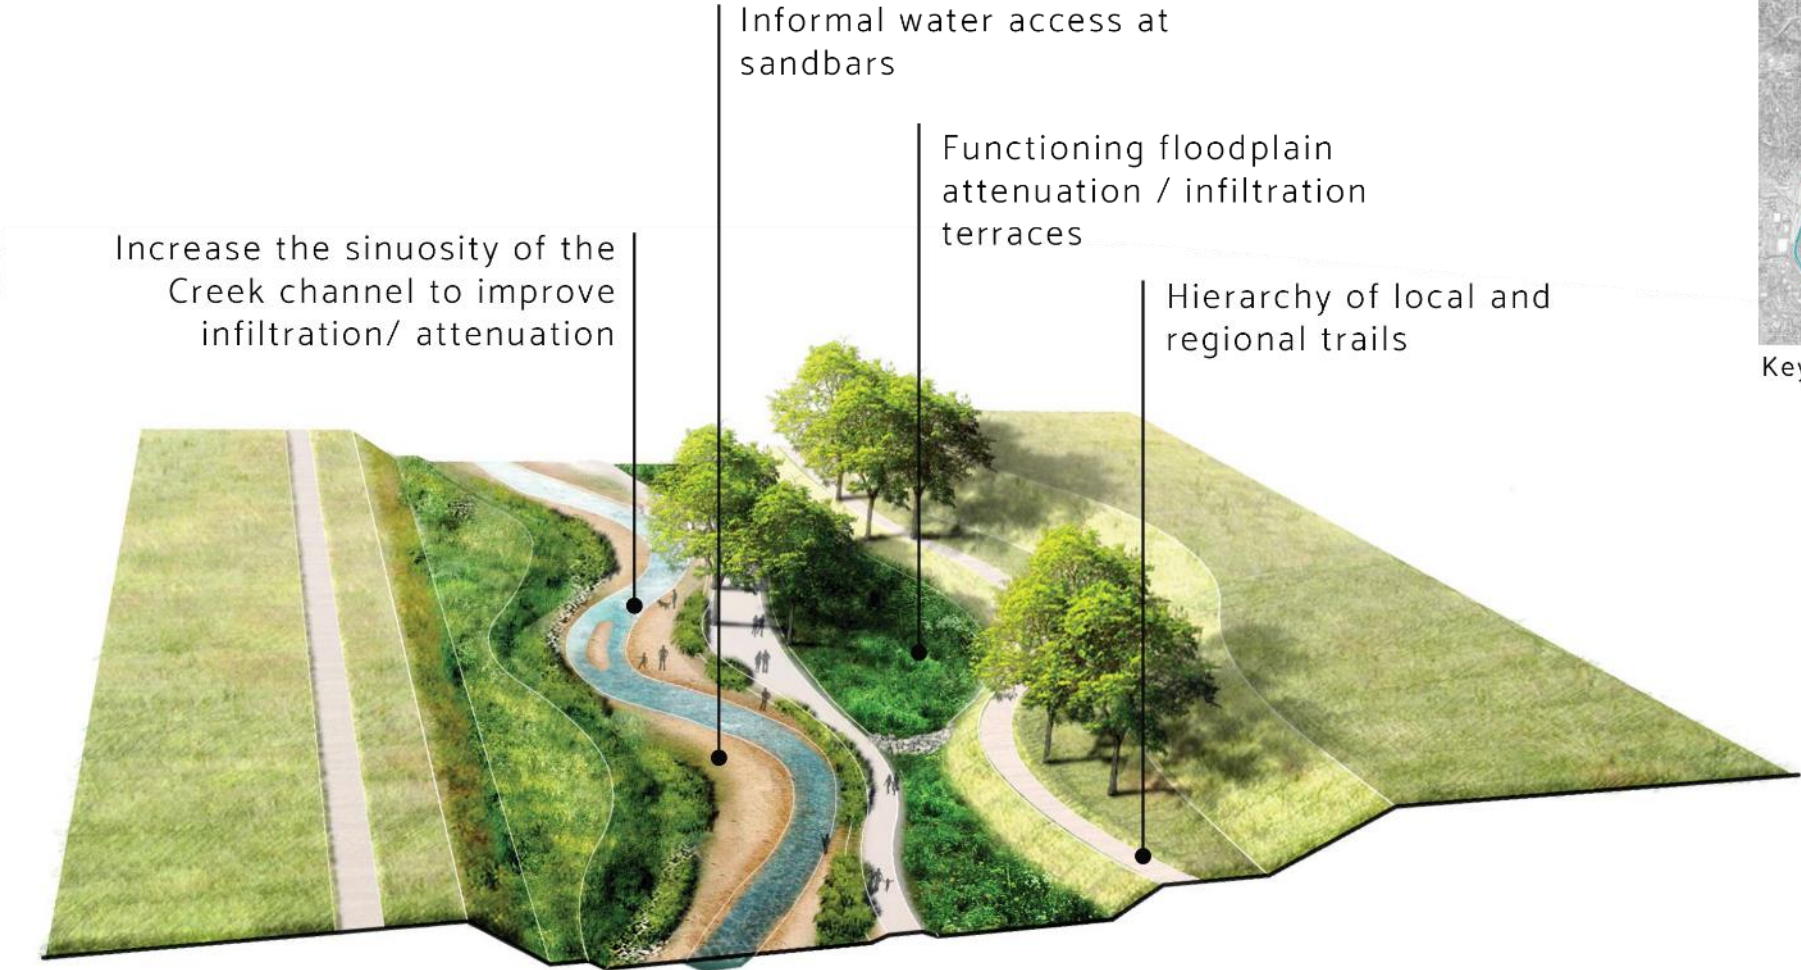 Informal water access at
sandbars
Functioning floodplain
attenuation / infiltration
terraces
Increase the sinuosity of the
Creek channel to improve
infiltration/ attenuation
Hierarchy of local and
regional trails